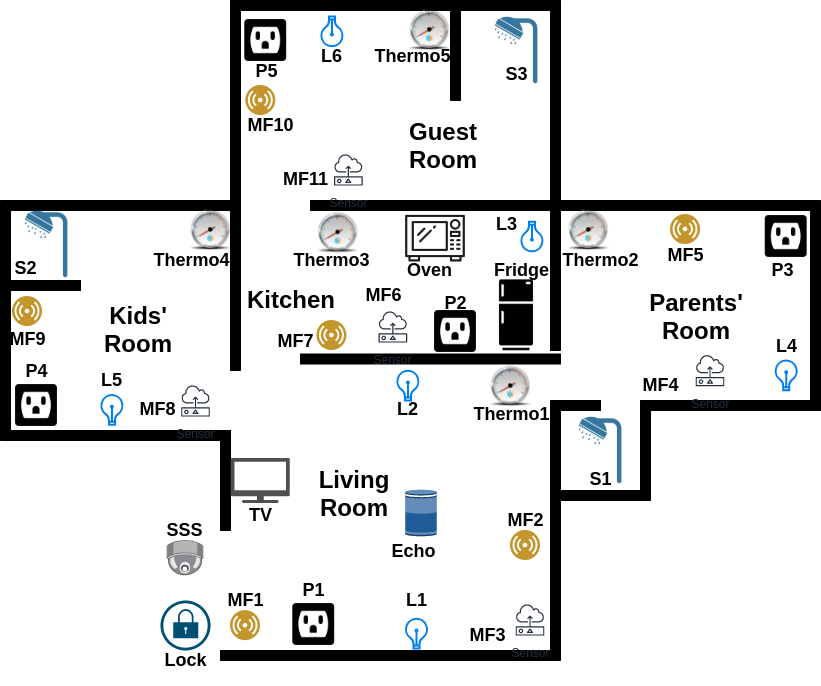 L6
Thermo5
P5
S3
MF10
Guest
Room
MF11
Sensor
S2
Thermo4
Thermo3
Oven
L3
Fridge
Thermo2
MF5
P3
Kitchen
MF6
P2
MF7
Sensor
Kids'
Room
MF9
P4
L5
MF8
Sensor
Parents'
Room
L4
MF4
Sensor
L2
Thermo1
S1
Living
Room
TV
Echo
MF2
SSS
MF1
P1
L1
MF3
Sensor
Lock